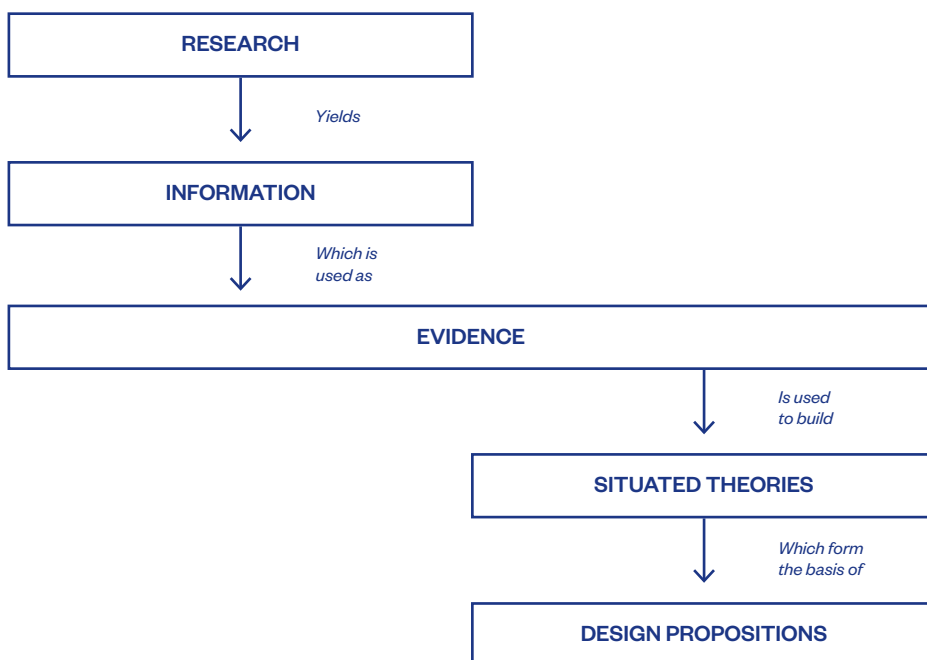 RESEARCH
Yields
INFORMATION
Which is
used as
EVIDENCE
Is used
to build
SITUATED THEORIES
Which form
the basis of
DESIGN PROPOSITIONS